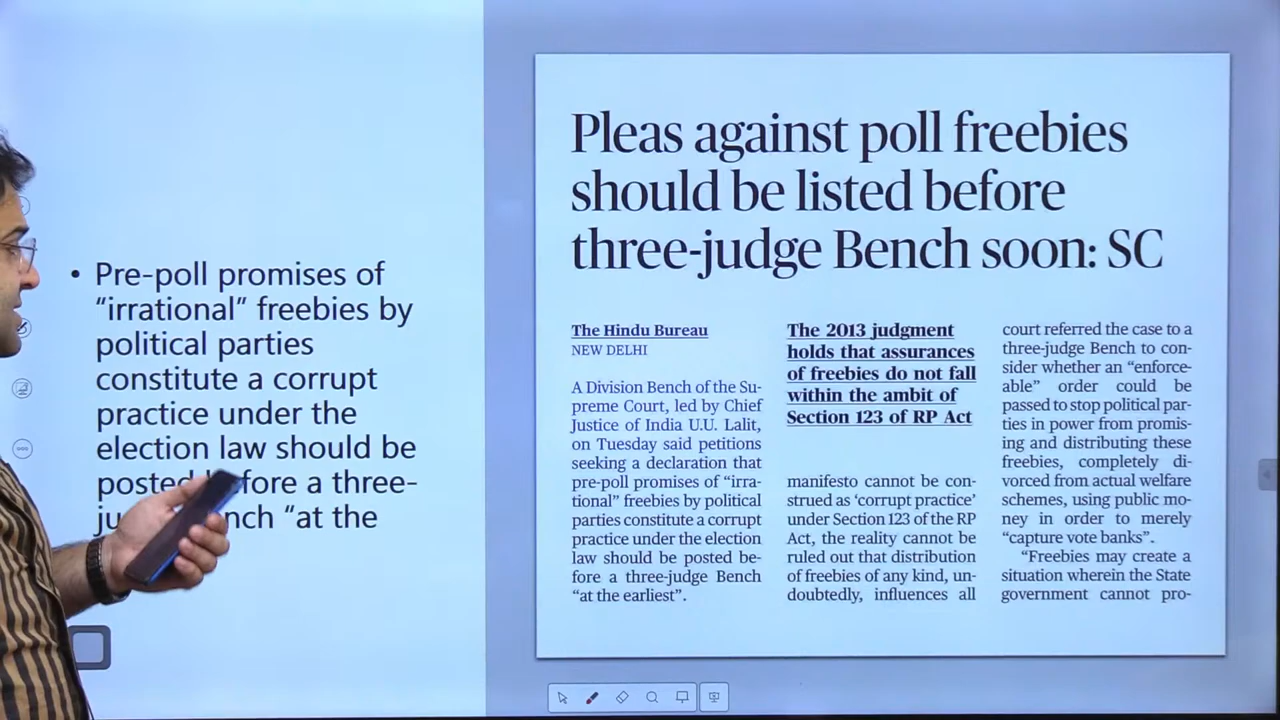 • Pre-poll promises of
“irrational” freebies by
political parties
constitute a corrupt
practice under the
election law should be
posted before a three-
nch “at the
Pleas against poll freebies
should be listed before
three-judge Bench soon: SC
The Hindu Bureau
NEW DELHI
A Division Bench of the Su-
preme Court, led by Chief
Justice of India U.U. Lalit,
on Tuesday said petitions
seeking a declaration that
pre-poll promises of “irra-
tional” freebies by political
parties constitute a corrupt
practice under the election
law should be posted be-
fore a three-judge Bench
“at the earliest”.
The 2013 judgment
holds that assurances
of freebies do not fall
within the ambit of
Section 123 of RP Act
manifesto cannot be con-
strued as ‘corrupt practice’
under Section 123 of the RP
Act, the reality cannot be
ruled out that distribution
of freebies of any kind, un-
doubtedly, influences all
court referred the case to a
three-judge Bench to con-
sider whether an “enforce-
able” order could be
passed to stop political par-
ties in power from promis-
ing and distributing these
freebies, completely di-
vorced from actual welfare
schemes, using public mo-
ney in order to merely
“capture vote banks”.
“Freebies may create a
situation wherein the State
government cannot pro-